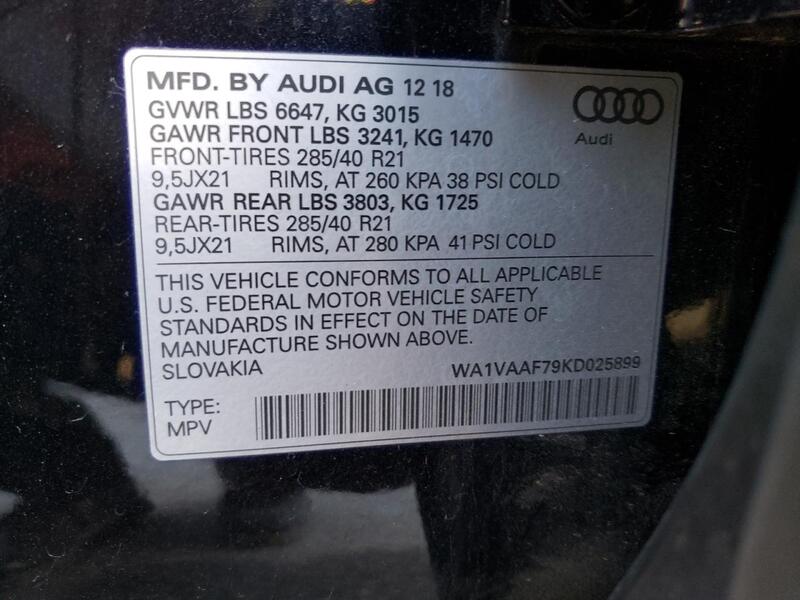 MFD. BY AUDI AG 12 18
GVWR LBS 6647, KG 3015
GAWR FRONT LBS 3241, KG 1470
FRONT-TIRES 285/40 R21
9,5JX21 RIMS, AT 260 KPA 38 PSI COLD
GAWR REAR LBS 3803, KG 1725
REAR-TIRES 285/40 R21
9,5JX21 RIMS, AT 280 KPA 41 PSI COLD
Audi
THIS VEHICLE CONFORMS TO ALL APPLICABLE
U.S. FEDERAL MOTOR VEHICLE SAFETY
STANDARDS IN EFFECT ON THE DATE OF
MANUFACTURE SHOWN ABOVE.
SLOVAKIA WA1VAAF79KD025899
TYPE:
MPV